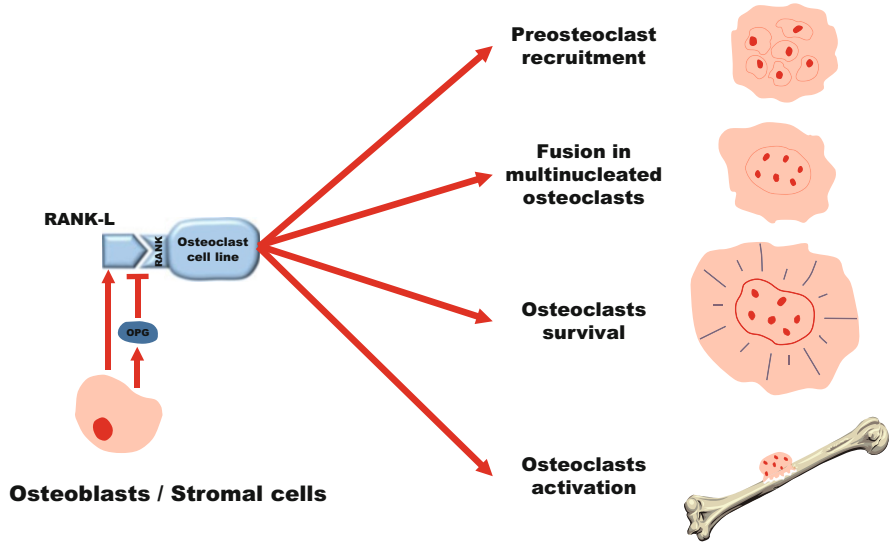 Preosteoclast
recruitment
Fusion in
multinucleated
osteoclasts
RANK-L
RANK
Osteoclast
cell line
OPG
Osteoclasts
survival
Osteoclasts
activation
Osteoblasts / Stromal cells